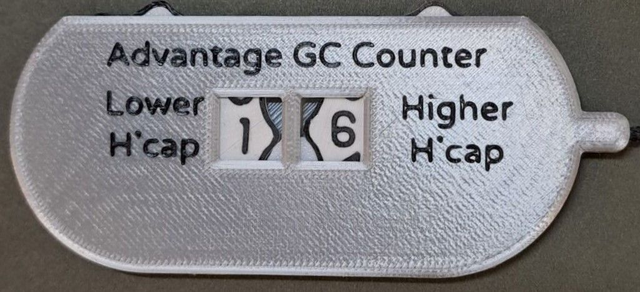 Advantage GC Counter
Lower 1 6 Higher
H'cap H'cap